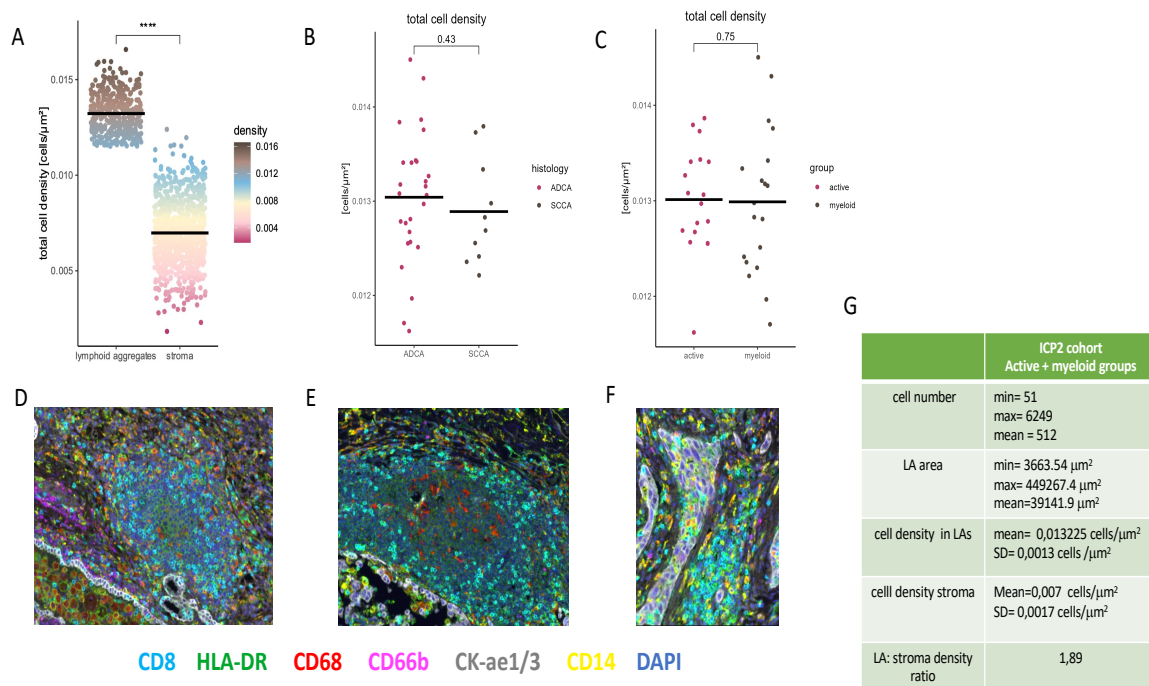 A
****
total cell density [cells/µm²]
0.015
0.010
0.005
lymphoid aggregates stroma
density
0.016
0.012
0.008
0.004
B
total cell density
0.43
[cells/µm²]
0.014
0.013
0.012
ADCA SCCA
histology
ADCA
SCCA
C
total cell density
0.75
[cells/µm²]
0.014
0.013
0.012
active myeloid
group
active
myeloid
D
E
F
CD8 HLA-DR CD68 CD66b CK-ae1/3 CD14 DAPI
G
ICP2 cohort
Active + myeloid groups
cell number
min= 51
max= 6249
mean = 512
LA area
min= 3663.54 µm²
max= 449267.4 µm²
mean=39141.9 µm²
cell density in LAs
mean= 0,013225 cells/µm²
SD= 0,0013 cells /µm²
celll density stroma
Mean=0,007 cells/µm²
SD= 0,0017 cells/µm²
LA: stroma density
ratio
1,89